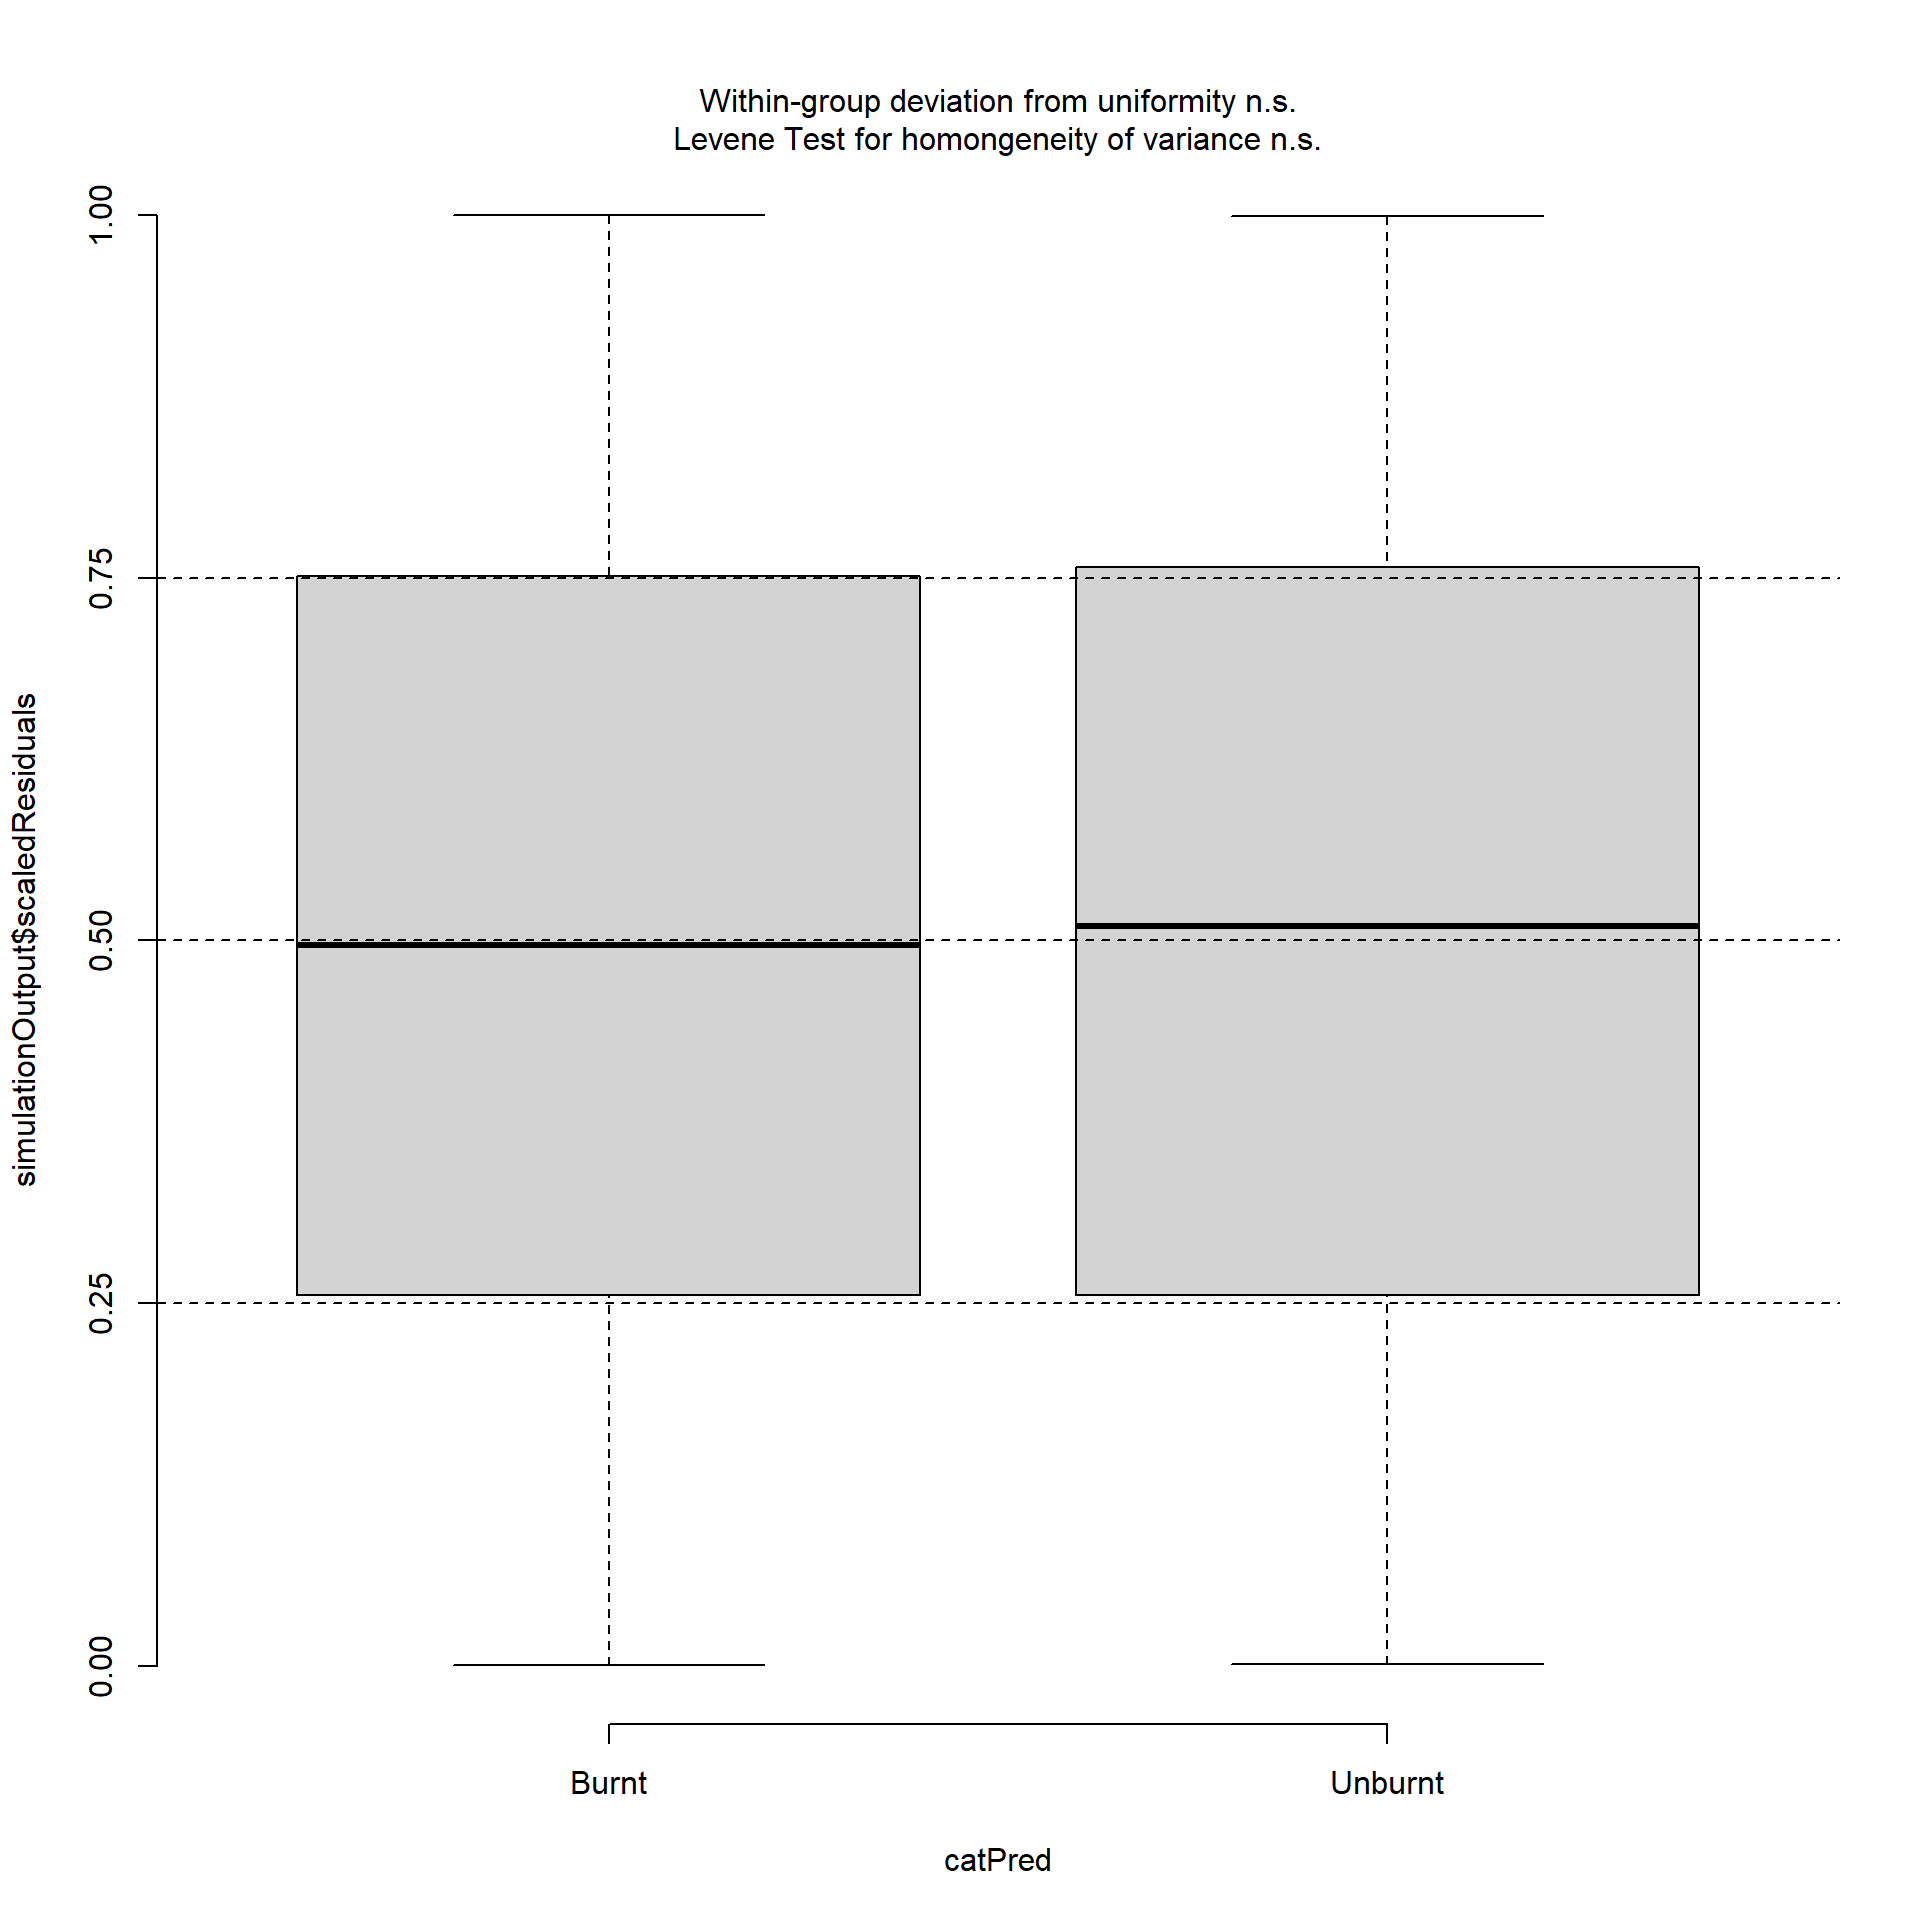 Within-group deviation from uniformity n.s.
Levene Test for homongeneity of variance n.s.
1.00
0.75
0.50
0.25
0.00
simulationOutput$scaledResiduals
Burnt
Unburnt
catPred